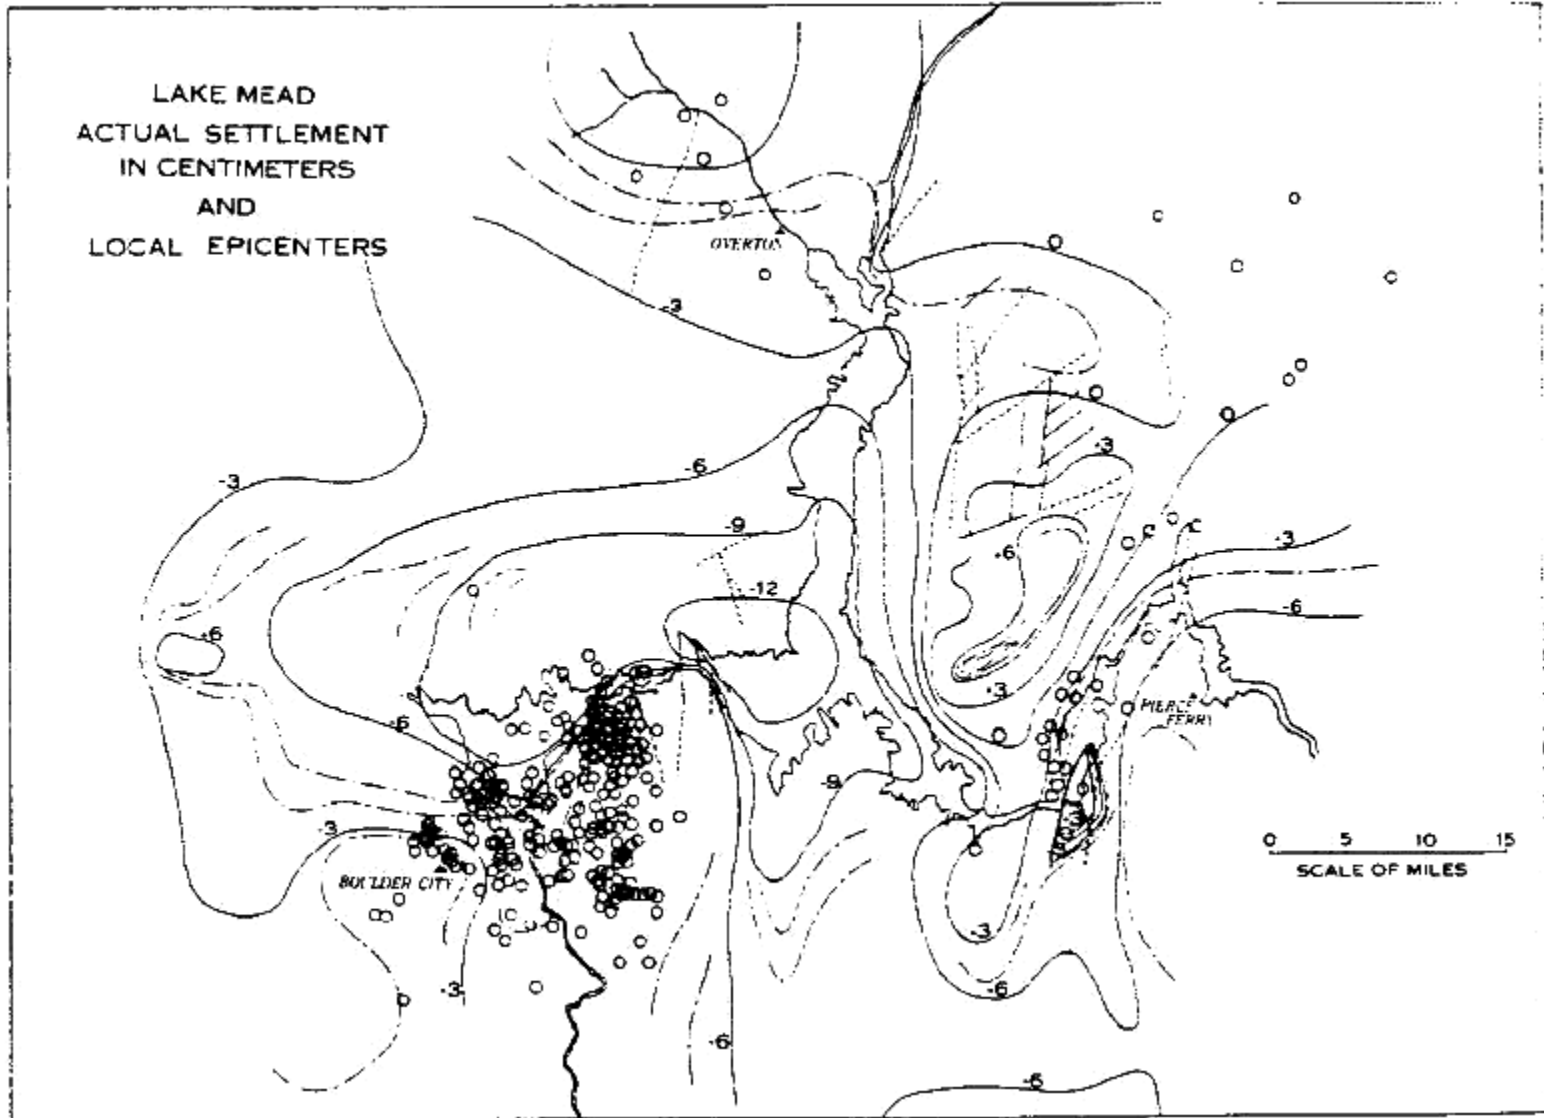 LAKE MEAD
ACTUAL SETTLEMENT
IN CENTIMETERS
AND
LOCAL EPICENTERS
OVERTON
-3
-3
-6
-3
-9
+6
-3
-12
-6
+6
+3
PIERCE
FERRY
-6
-9
-3
BOULDER CITY
0 5 10 15
SCALE OF MILES
-3
-3
-6
-6
-6